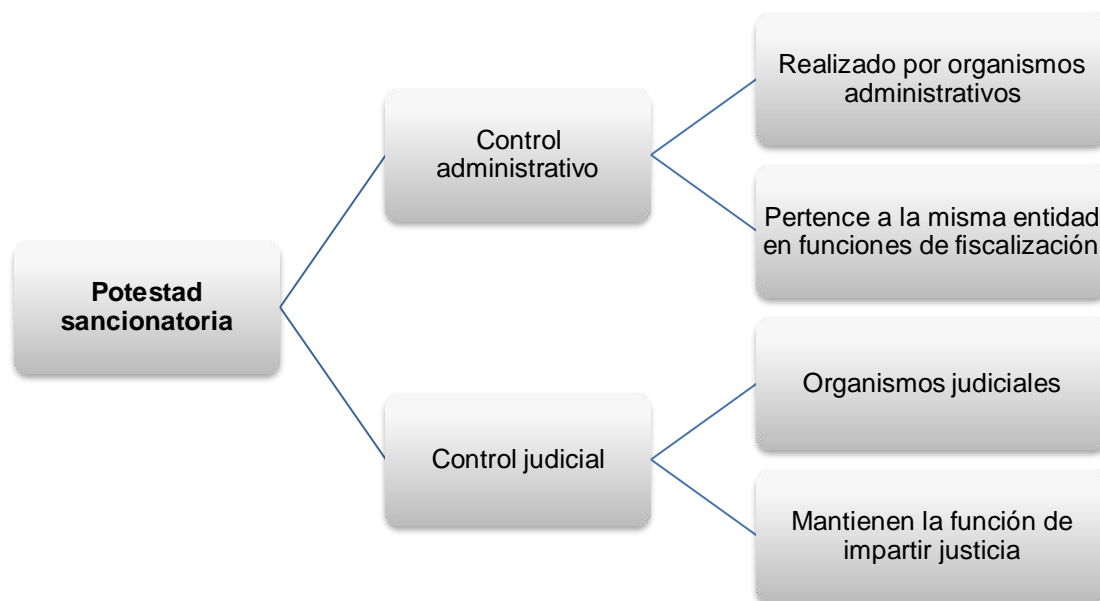 Potestad
sancionatoria
Control
administrativo
Realizado por organismos
administrativos
Pertence a la misma entidad
en funciones de fiscalización
Control judicial
Organismos judiciales
Mantienen la función de
impartir justicia